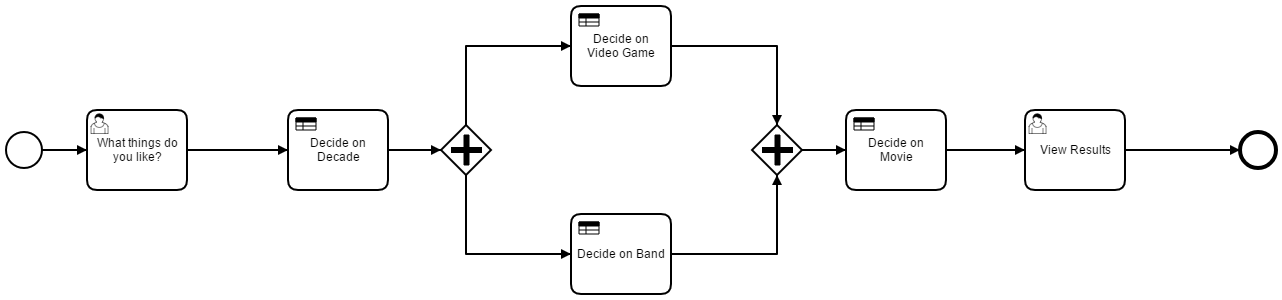 What things do
you like?
Decide on
Decade
Decide on
Video Game
Decide on Band
Decide on
Movie
View Results